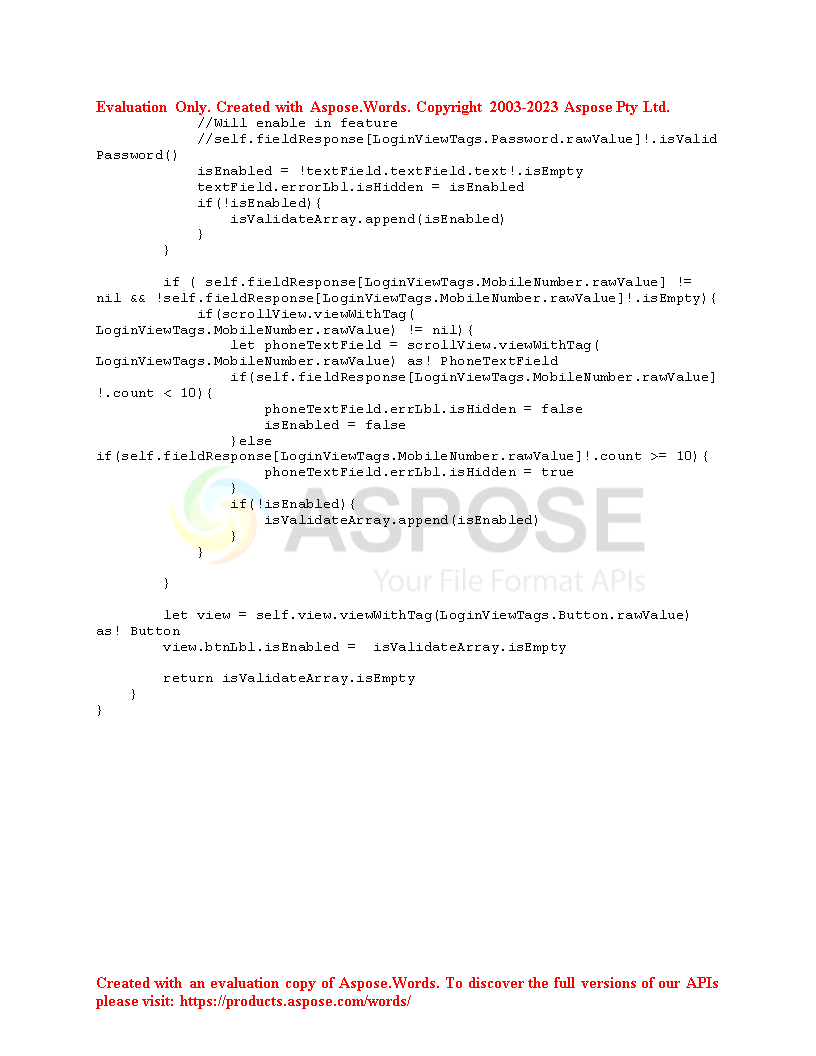 Evaluation Only. Created with Aspose.Words. Copyright 2003-2023 Aspose Pty Ltd.
            //Will enable in feature
            //self.fieldResponse[LoginViewTags.Password.rawValue]!.isValid
Password()
            isEnabled = !textField.textField.text!.isEmpty
            textField.errorLbl.isHidden = isEnabled
            if(!isEnabled){
                isValidateArray.append(isEnabled)
            }
        }

        if ( self.fieldResponse[LoginViewTags.MobileNumber.rawValue] !=
nil && !self.fieldResponse[LoginViewTags.MobileNumber.rawValue]!.isEmpty){
            if(scrollView.viewWithTag(
LoginViewTags.MobileNumber.rawValue) != nil){
                let phoneTextField = scrollView.viewWithTag(
LoginViewTags.MobileNumber.rawValue) as! PhoneTextField
                if(self.fieldResponse[LoginViewTags.MobileNumber.rawValue]
!.count < 10){
                    phoneTextField.errLbl.isHidden = false
                    isEnabled = false
                }else
if(self.fieldResponse[LoginViewTags.MobileNumber.rawValue]!.count >= 10){
                    phoneTextField.errLbl.isHidden = true
                }
                if(!isEnabled){
                    isValidateArray.append(isEnabled)
                }
            }

        }

        let view = self.view.viewWithTag(LoginViewTags.Button.rawValue)
as! Button
        view.btnLbl.isEnabled =  isValidateArray.isEmpty

        return isValidateArray.isEmpty
    }
}
ASPOSE
Your File Format APIs
Created with an evaluation copy of Aspose.Words. To discover the full versions of our APIs
please visit: https://products.aspose.com/words/